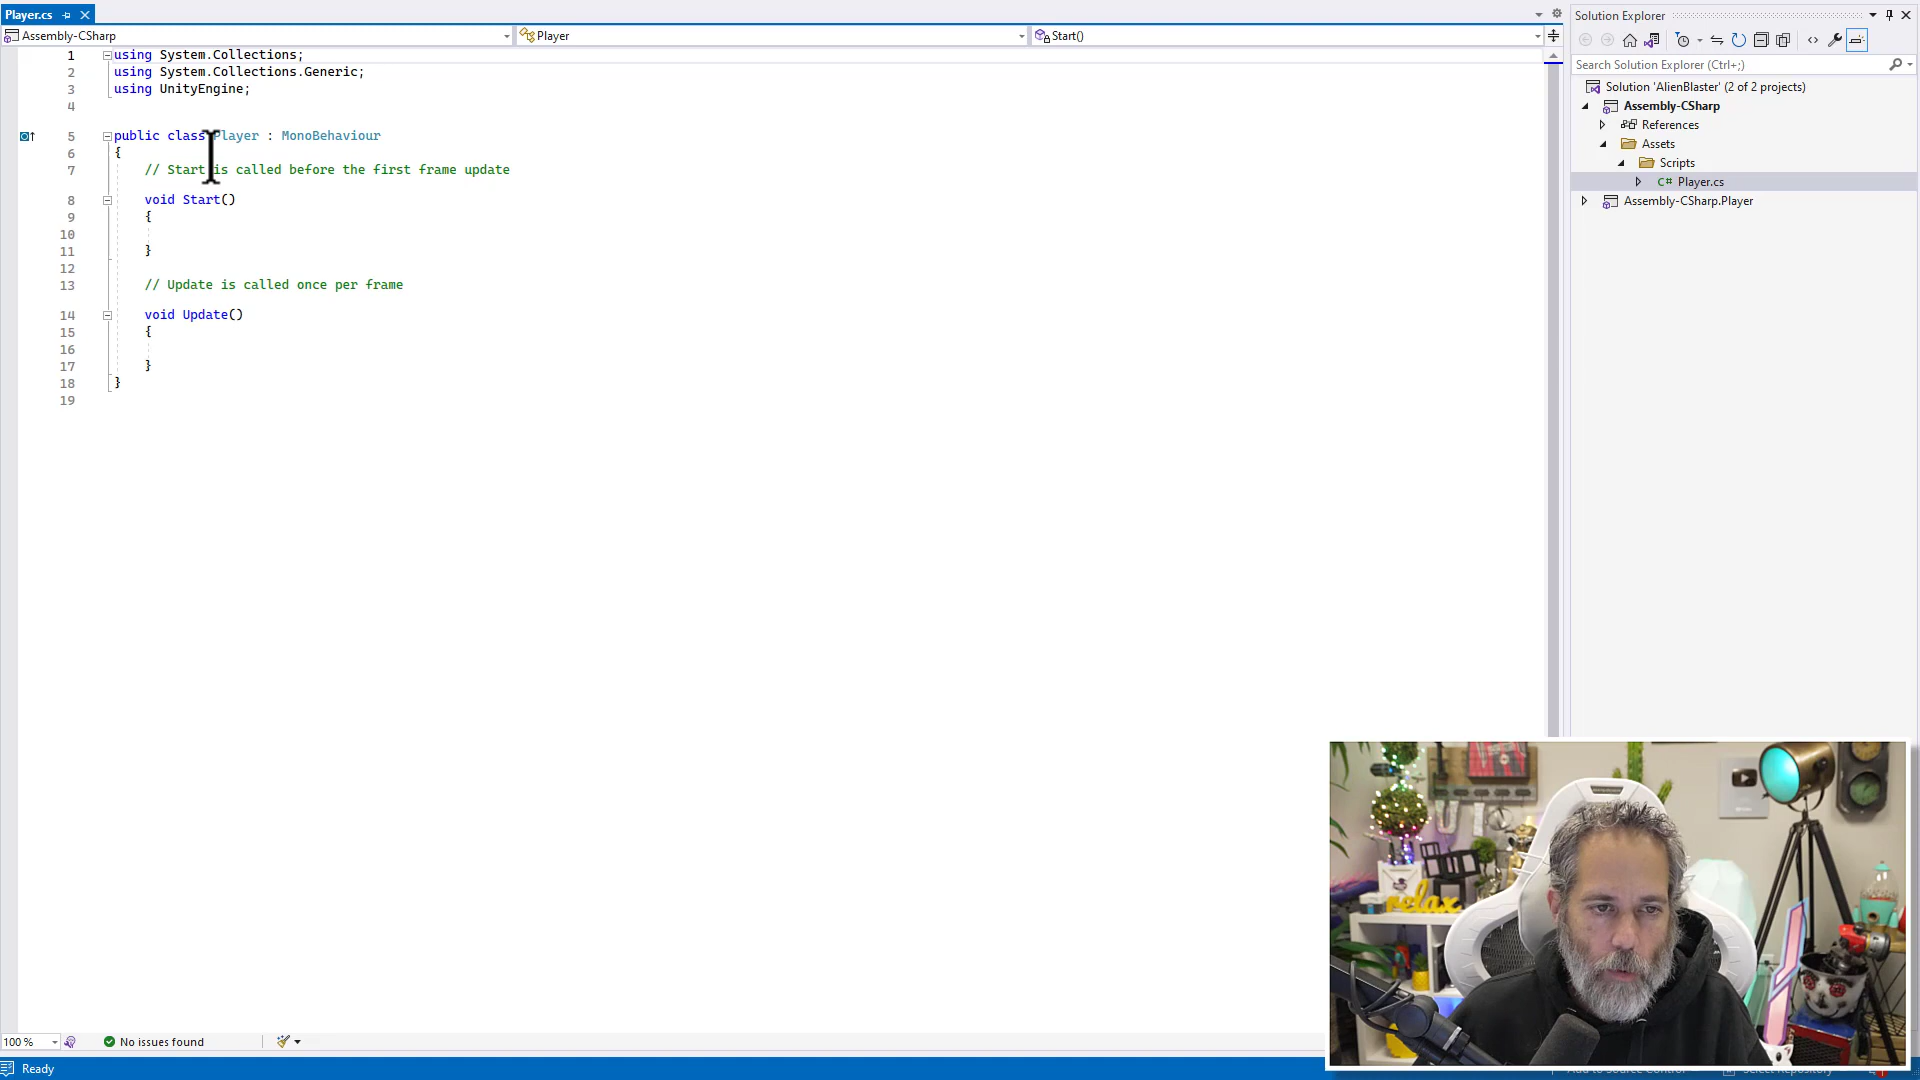 Player.cs
Assembly-CSharp
Player
Start()
1 using System.Collections;
2 using System.Collections.Generic;
3 using UnityEngine;
4
5 public class Player : MonoBehaviour
6 {
7 // Start is called before the first frame update
8 void Start()
9 {
10
11 }
12
13 // Update is called once per frame
14 void Update()
15 {
16
17 }
18 }
19
100 %
No issues found
Ready
Solution Explorer
Search Solution Explorer (Ctrl+;)
Solution 'AlienBlaster' (2 of 2 projects)
Assembly-CSharp
References
Assets
Scripts
C# Player.cs
Assembly-CSharp.Player
relax